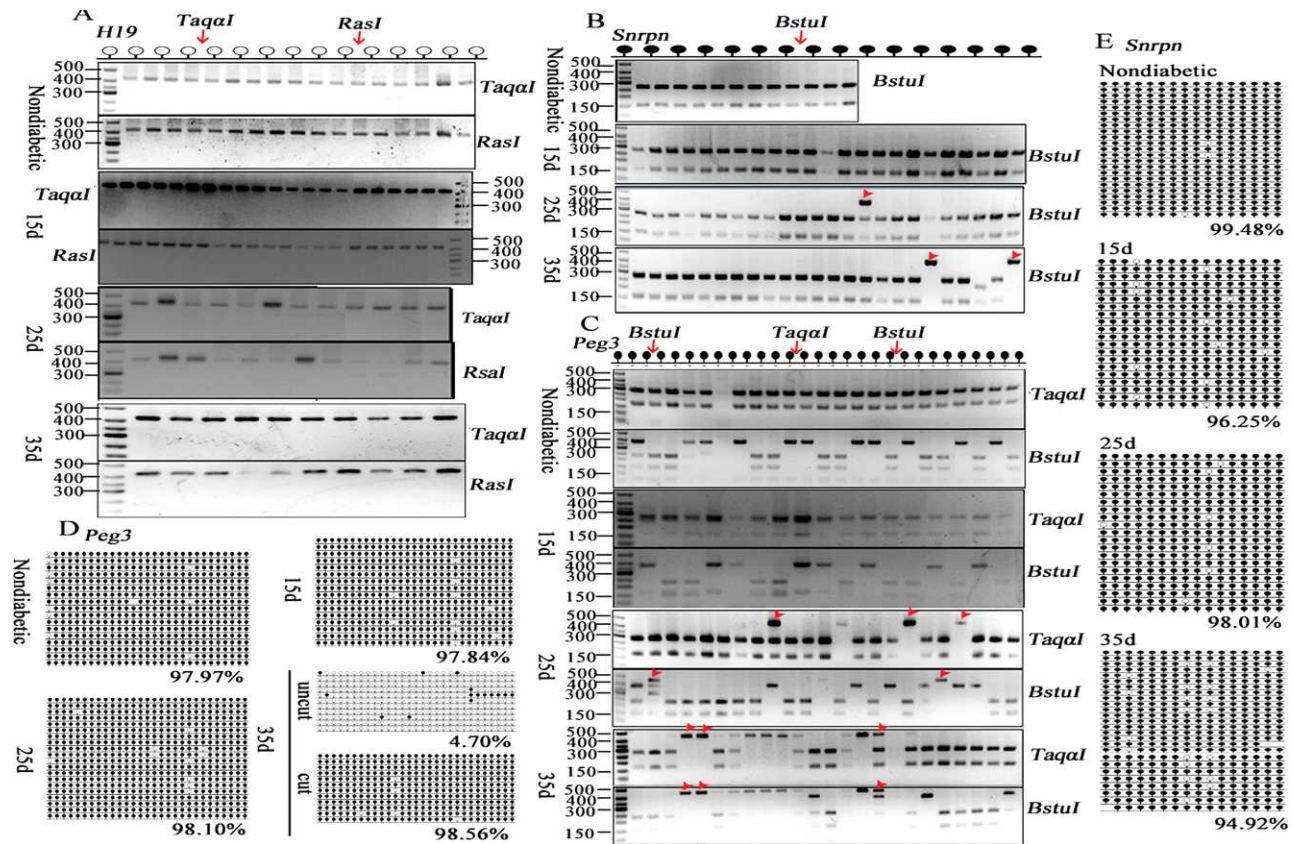 A
H19
TaqαI
RasI
Nondiabetic
500
400
300
TaqαI
500
400
300
RasI
15d
TaqαI
500
400
300
RasI
500
400
300
25d
500
400
300
TaqαI
500
400
300
RsaI
35d
500
400
300
TaqαI
500
400
300
RasI
B
Snrpn
BstuI
Nondiabetic
500
400
300
150
BstuI
15d
500
400
300
150
BstuI
25d
500
400
300
150
BstuI
35d
500
400
300
150
BstuI
C
Peg3
BstuI
TaqαI
BstuI
Nondiabetic
500
400
300
150
TaqαI
500
400
300
150
BstuI
15d
500
400
300
150
TaqαI
500
400
300
150
BstuI
25d
500
400
300
150
TaqαI
500
400
300
150
BstuI
35d
500
400
300
150
TaqαI
500
400
300
150
BstuI
D
Peg3
Nondiabetic
97.97%
15d
97.84%
25d
98.10%
35d
uncut
4.70%
cut
98.56%
E
Snrpn
Nondiabetic
99.48%
15d
96.25%
25d
98.01%
35d
94.92%